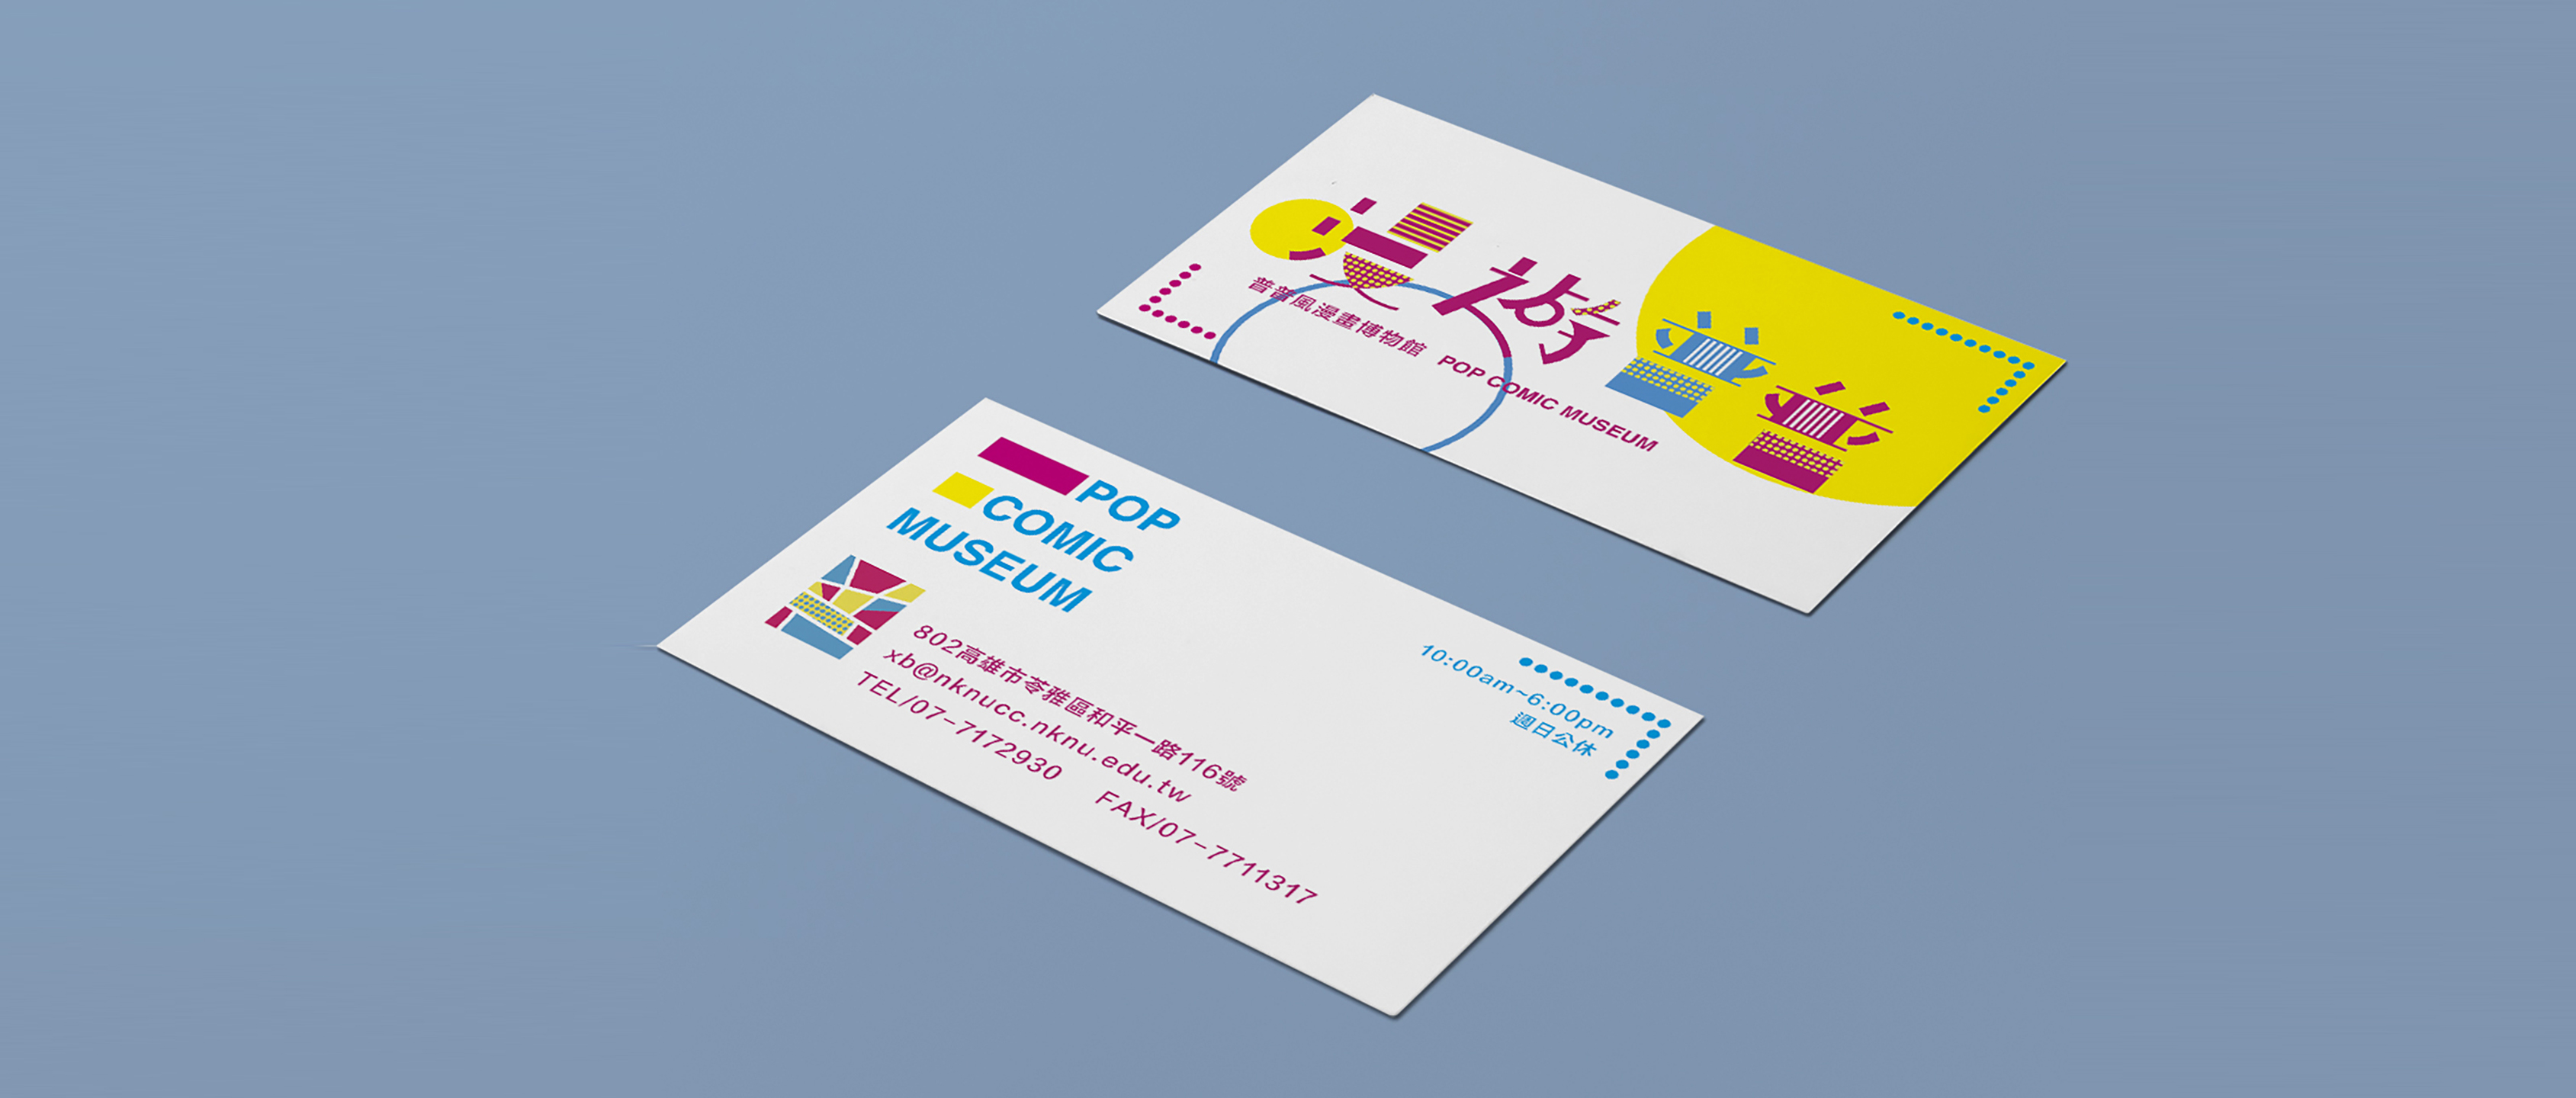 漫遊普普
普普風漫畫博物館 POP COMIC MUSEUM
POP
COMIC
MUSEUM
802高雄市苓雅區和平一路116號
xb@nknucc.nknu.edu.tw
TEL/07-7172930 FAX/07-7711317
10:00am~6:00pm
週日公休